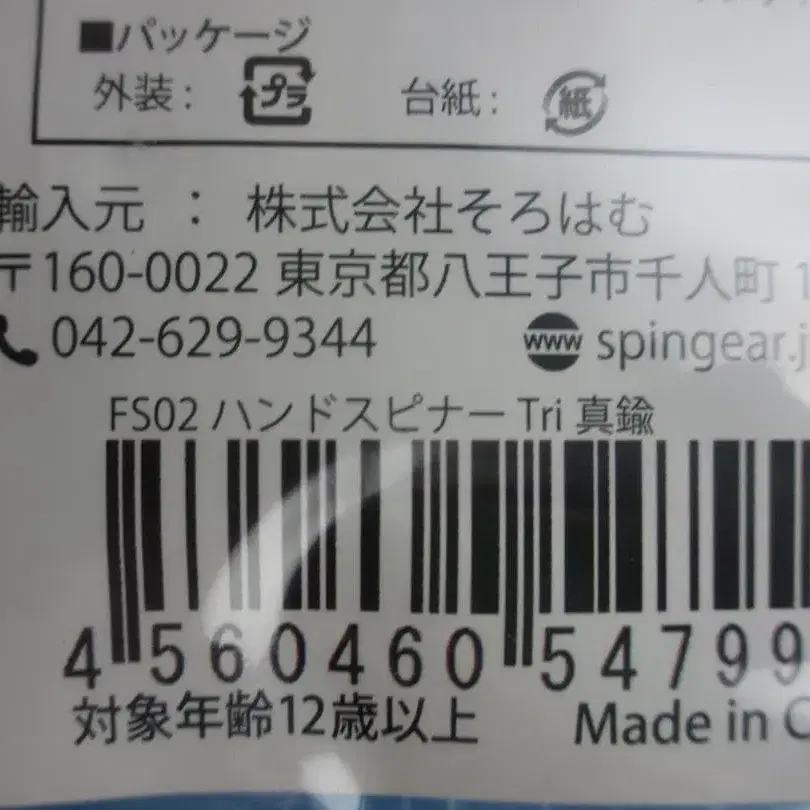 ■パッケージ
外装： プラ 台紙： 紙
輸入元 ： 株式会社そろはむ
〒160-0022 東京都八王子市千人町 1
042-629-9344 www spingear.j
FS02 ハンドスピナー Tri 真鍮
4 560460 54799
対象年齢12歳以上 Made in C